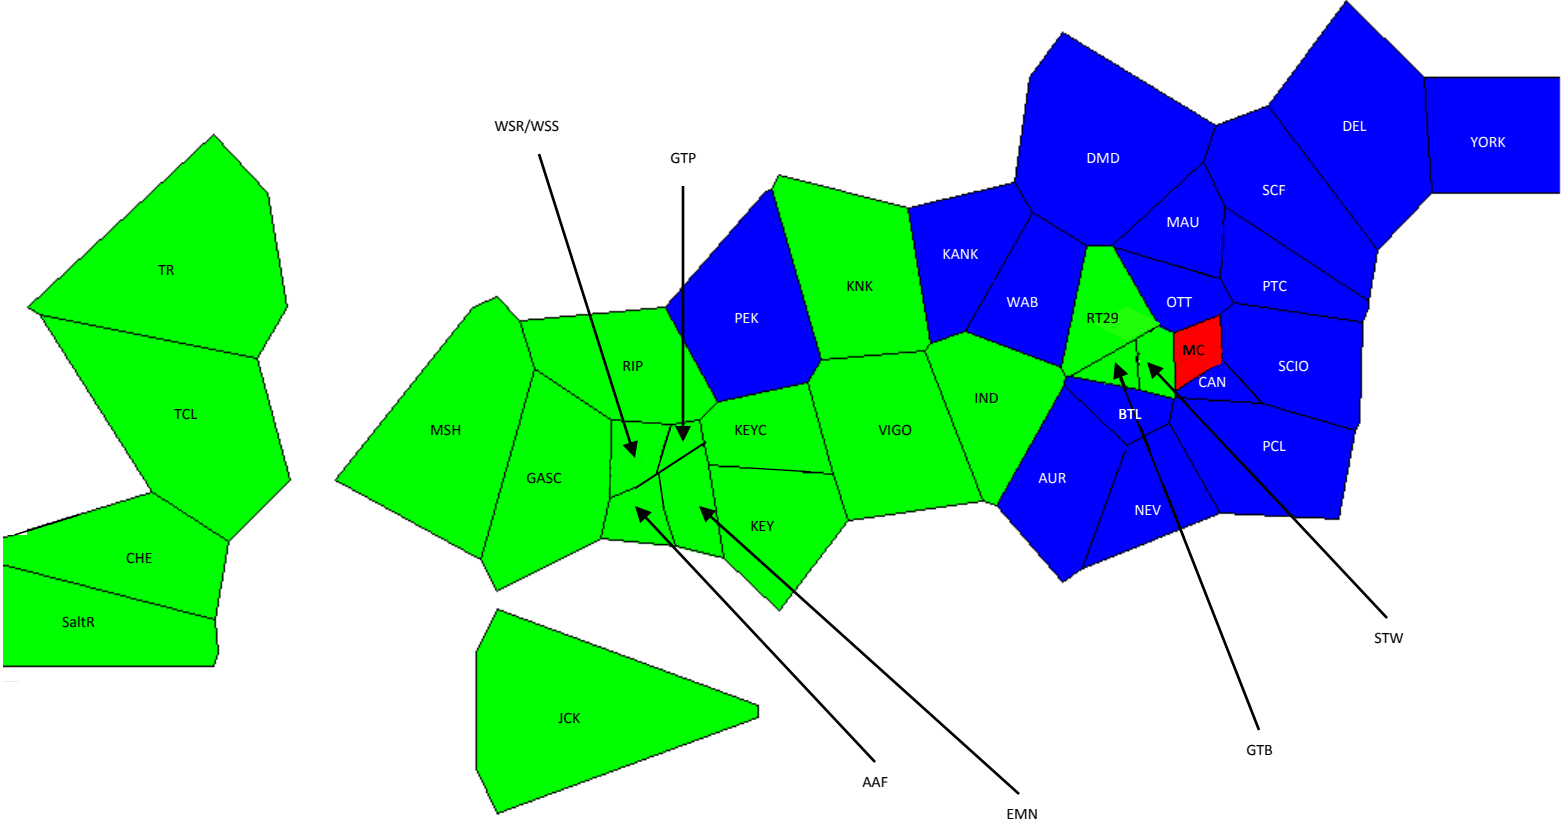 WSR/WSS
GTP
DEL
YORK
DMD
SCF
MAU
KANK
TR
KNK
PTC
WAB
OTT
PEK
RT29
MC
RIP
SCIO
CAN
IND
TCL
BTL
MSH
KEYC
VIGO
PCL
GASC
AUR
NEV
KEY
CHE
SaltR
STW
JCK
GTB
AAF
EMN